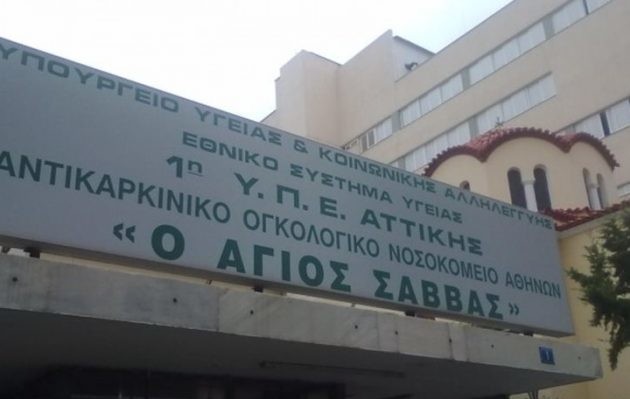 ΥΠΟΥΡΓΕΙΟ ΥΓΕΙΑΣ & ΚΟΙΝΩΝΙΚΗΣ ΑΛΛΗΛΕΓΓΥΗΣ
ΕΘΝΙΚΟ ΣΥΣΤΗΜΑ ΥΓΕΙΑΣ
1η Υ.Π.Ε. ΑΤΤΙΚΗΣ
ΑΝΤΙΚΑΡΚΙΝΙΚΟ ΟΓΚΟΛΟΓΙΚΟ ΝΟΣΟΚΟΜΕΙΟ ΑΘΗΝΩΝ
«Ο ΑΓΙΟΣ ΣΑΒΒΑΣ»